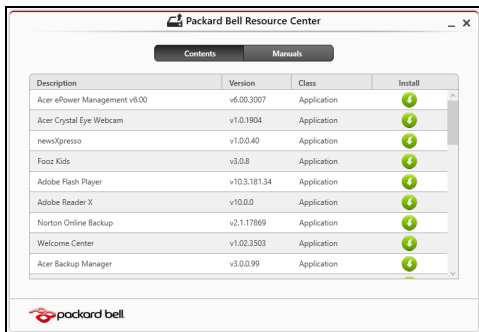 Packard Bell Resource Center
Contents Manuals
Description Version Class Install
Acer ePower Management v6.00 v6.00.3007 Application
Acer Crystal Eye Webcam v1.0.1904 Application
newsXpresso v1.0.0.40 Application
Fooz Kids v3.0.8 Application
Adobe Flash Player v10.3.181.34 Application
Adobe Reader X v10.0.0 Application
Norton Online Backup v2.1.17869 Application
Welcome Center v1.02.3503 Application
Acer Backup Manager v3.0.0.99 Application
packard bell